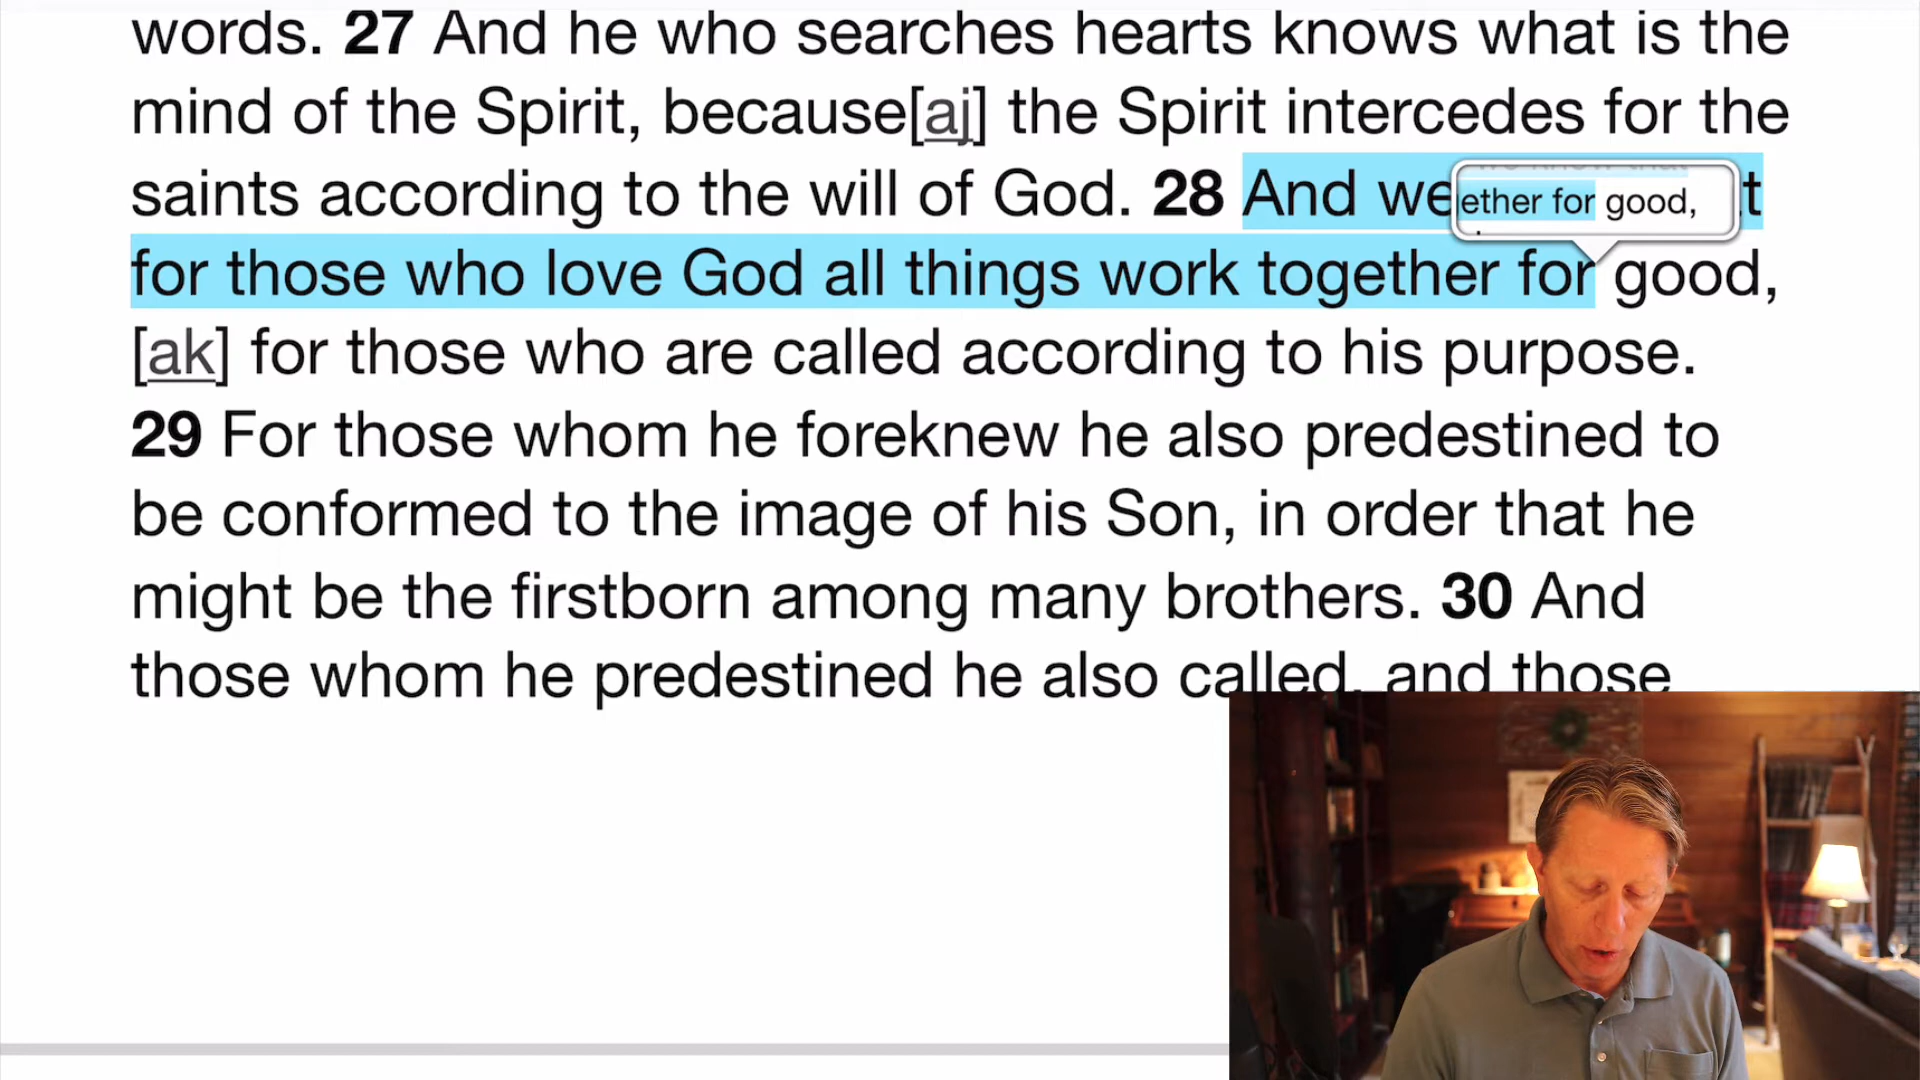 words. 27 And he who searches hearts knows what is the
mind of the Spirit, because[aj] the Spirit intercedes for the
saints according to the will of God. 28 And we t
ether for good,
for those who love God all things work together for good,
[ak] for those who are called according to his purpose.
29 For those whom he foreknew he also predestined to
be conformed to the image of his Son, in order that he
might be the firstborn among many brothers. 30 And
those whom he predestined he also called, and those